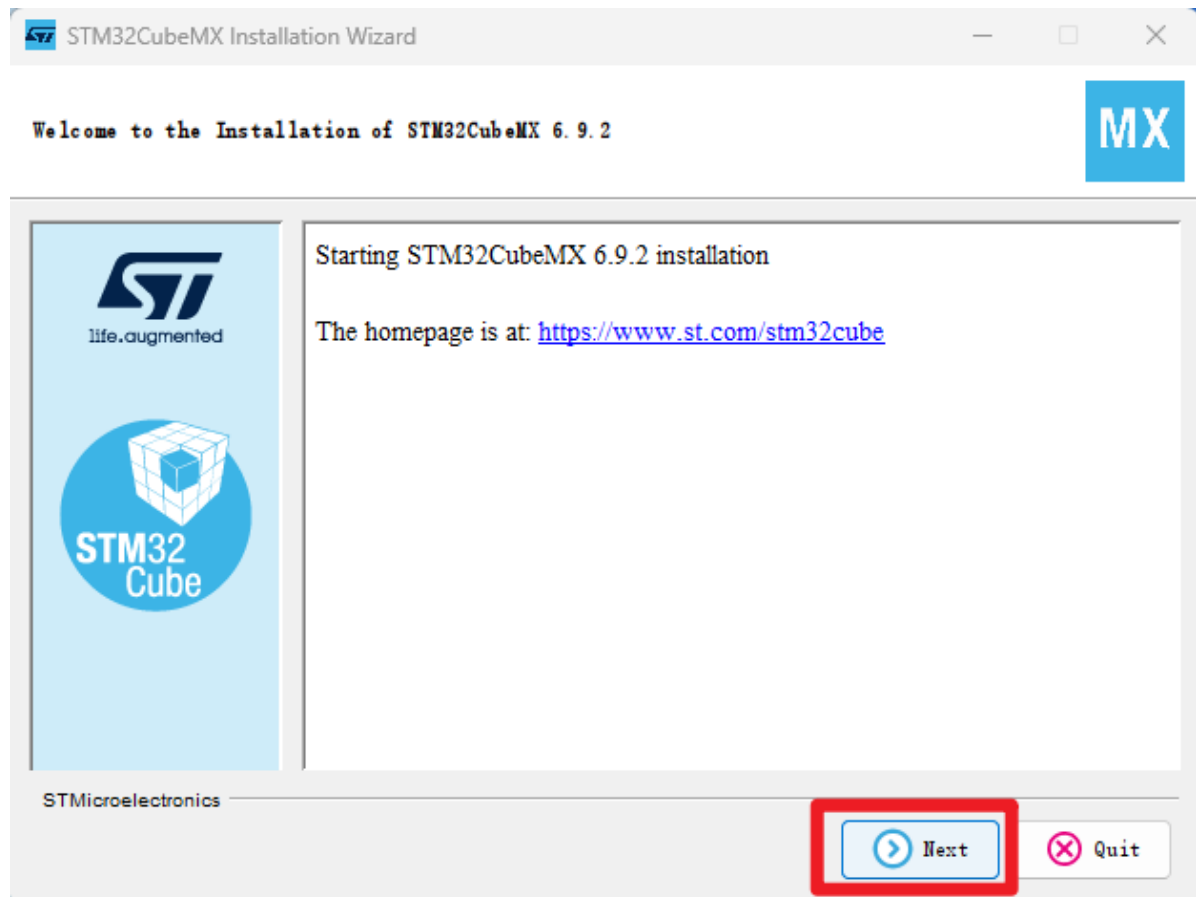 STM32CubeMX Installation Wizard
Welcome to the Installation of STM32CubeMX 6.9.2
MX
ST
life.augmented
STM32
Cube
Starting STM32CubeMX 6.9.2 installation
The homepage is at: https://www.st.com/stm32cube
STMicroelectronics
Next
Quit